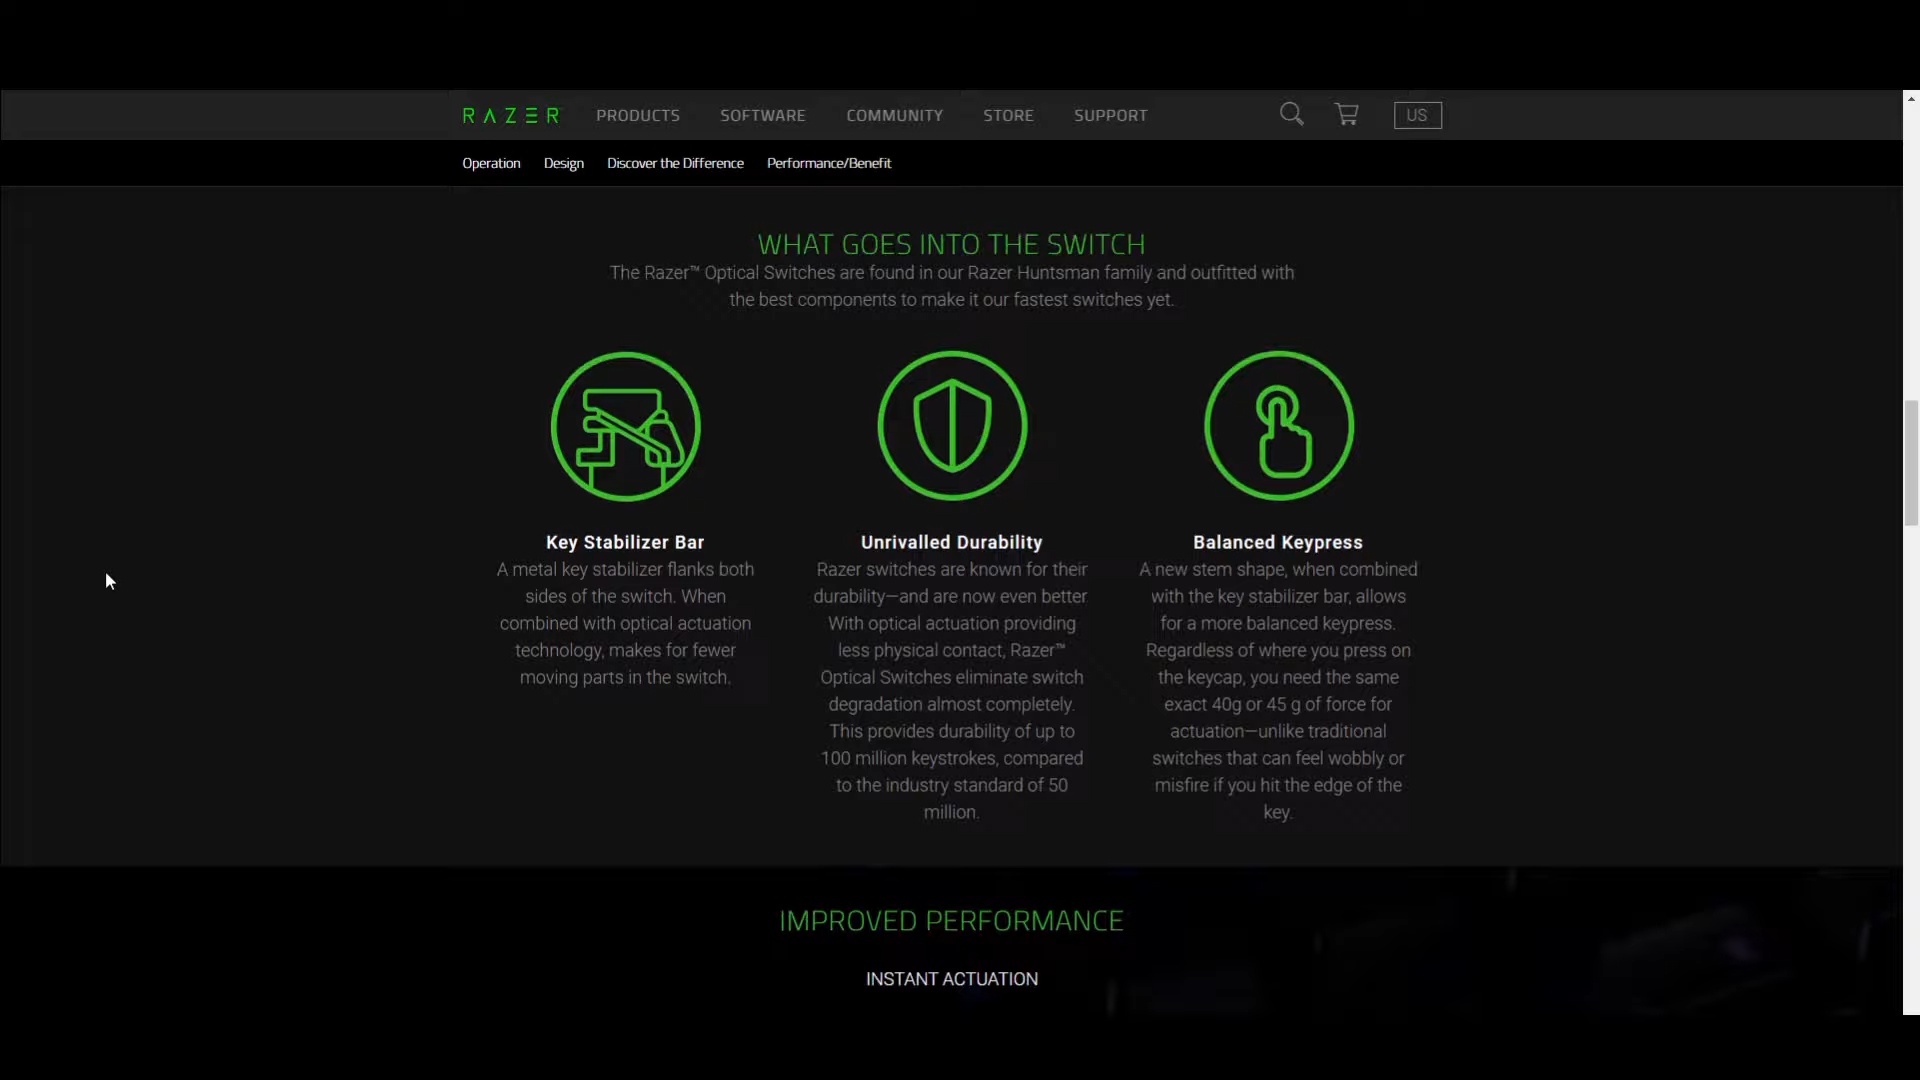 RAZER PRODUCTS SOFTWARE COMMUNITY STORE SUPPORT US
Operation Design Discover the Difference Performance/Benefit
WHAT GOES INTO THE SWITCH
The Razer™ Optical Switches are found in our Razer Huntsman family and outfitted with
the best components to make it our fastest switches yet.
Key Stabilizer Bar
A metal key stabilizer flanks both
sides of the switch. When
combined with optical actuation
technology, makes for fewer
moving parts in the switch.
Unrivalled Durability
Razer switches are known for their
durability—and are now even better
With optical actuation providing
less physical contact, Razer™
Optical Switches eliminate switch
degradation almost completely.
This provides durability of up to
100 million keystrokes, compared
to the industry standard of 50
million.
Balanced Keypress
A new stem shape, when combined
with the key stabilizer bar, allows
for a more balanced keypress.
Regardless of where you press on
the keycap, you need the same
exact 40g or 45 g of force for
actuation—unlike traditional
switches that can feel wobbly or
misfire if you hit the edge of the
key.
IMPROVED PERFORMANCE
INSTANT ACTUATION